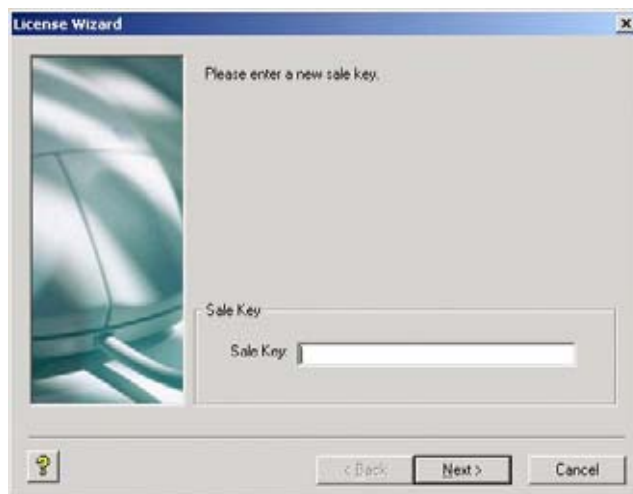 License Wizard
Please enter a new sale key.
Sale Key
Sale Key:
< Back
Next >
Cancel